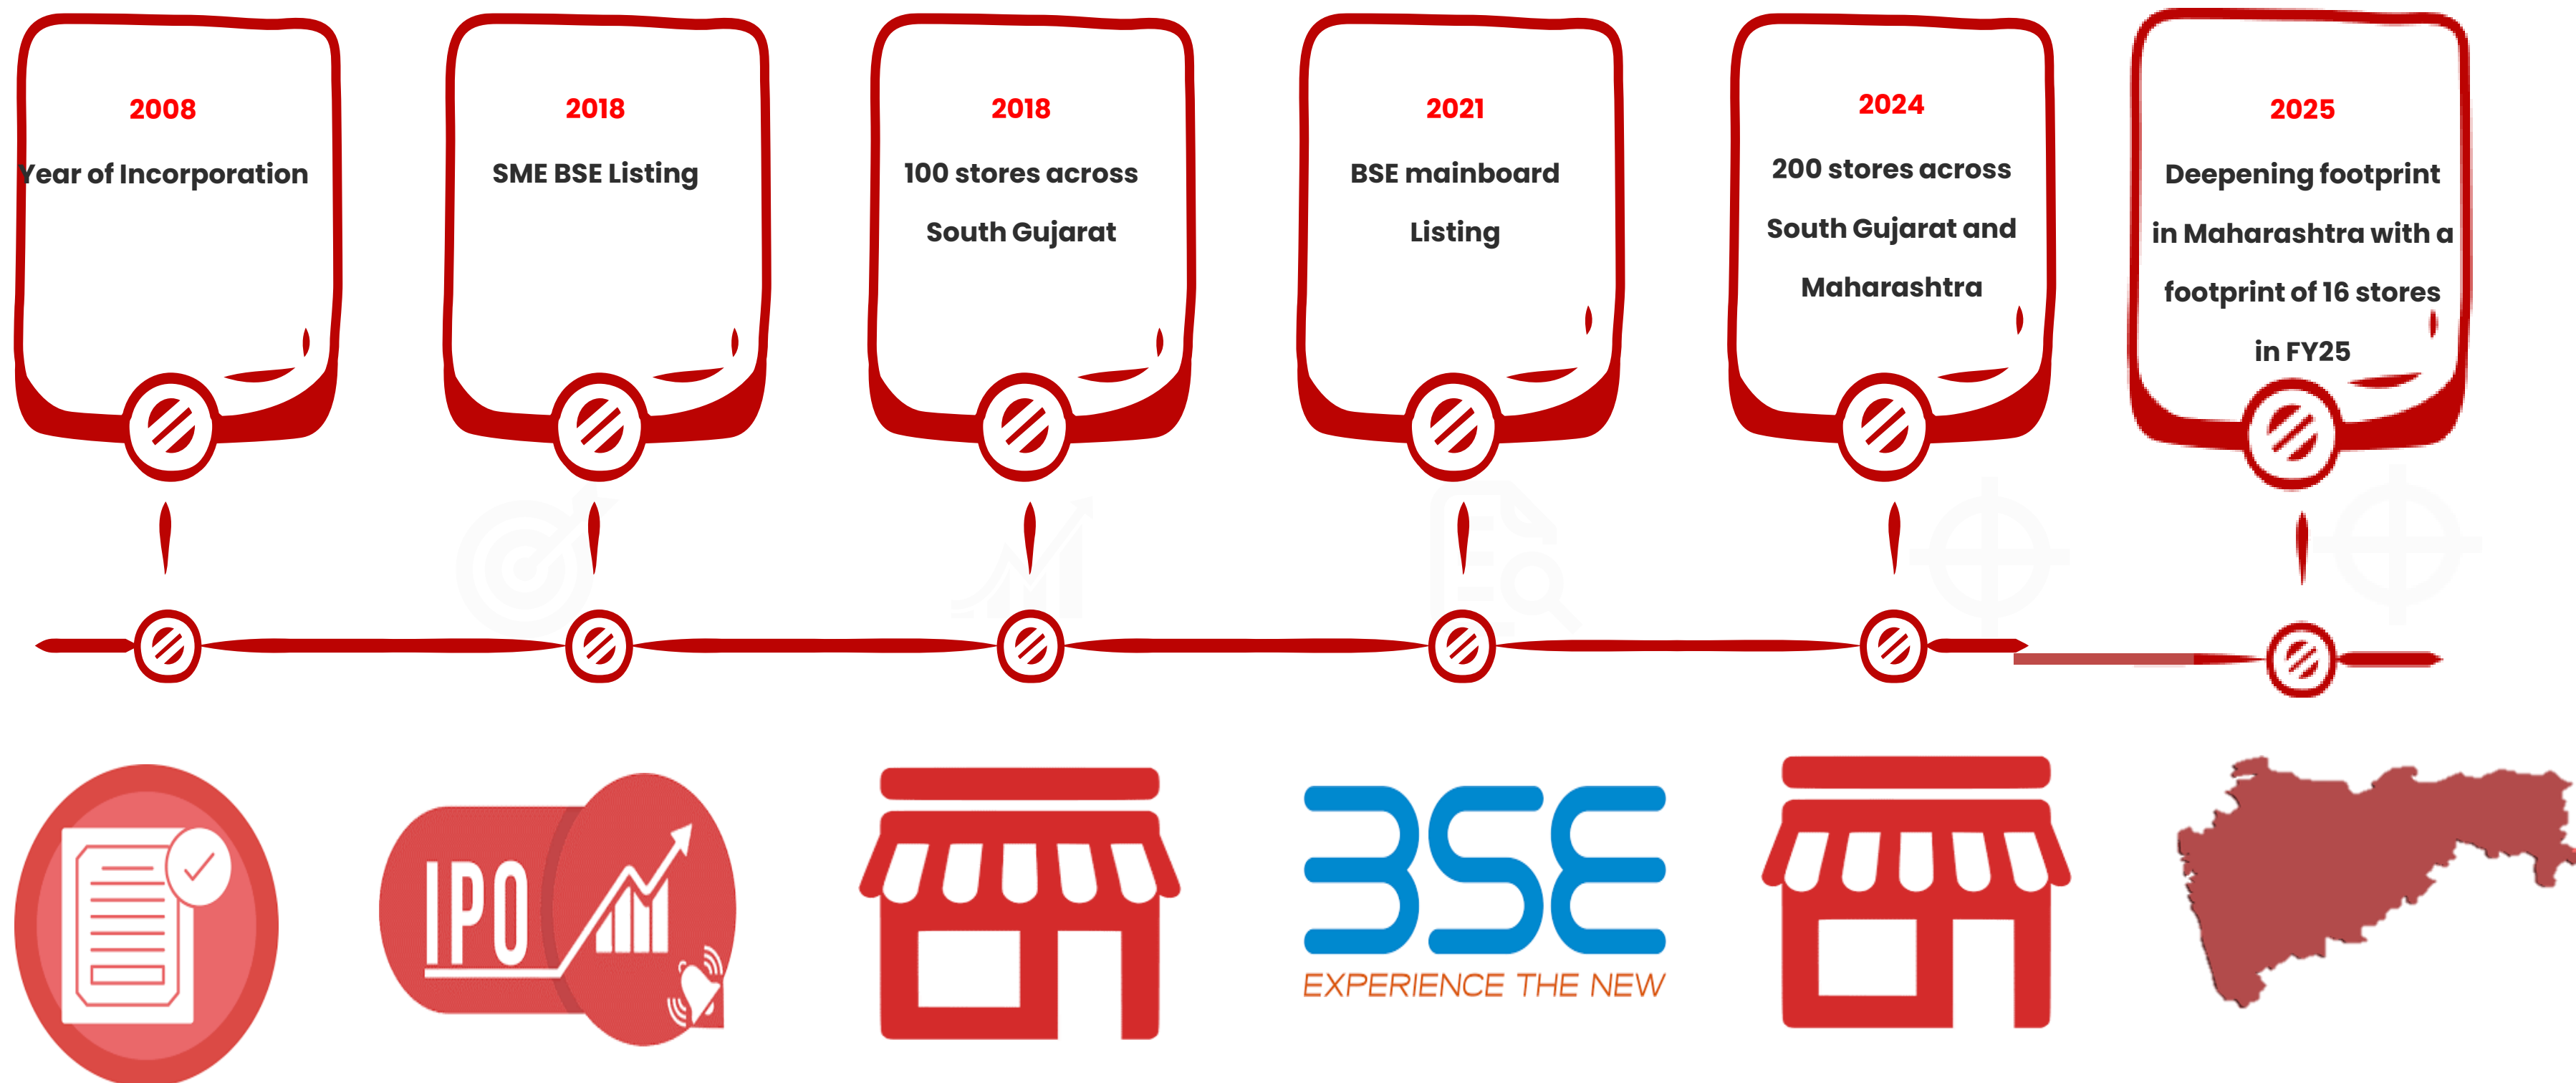 2008
Year of Incorporation
2018
SME BSE Listing
2018
100 stores across
South Gujarat
2021
BSE mainboard
Listing
2024
200 stores across
South Gujarat and
Maharashtra
2025
Deepening footprint
in Maharashtra with a
footprint of 16 stores
in FY25
IPO
BSE
EXPERIENCE THE NEW